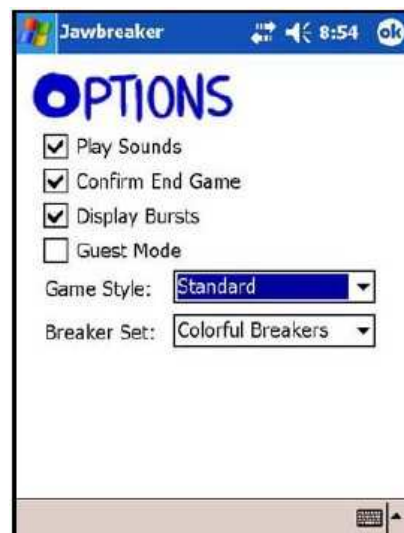 Jawbreaker 8:54 ok
OPTIONS
Play Sounds
Confirm End Game
Display Bursts
Guest Mode
Game Style: Standard
Breaker Set: Colorful Breakers